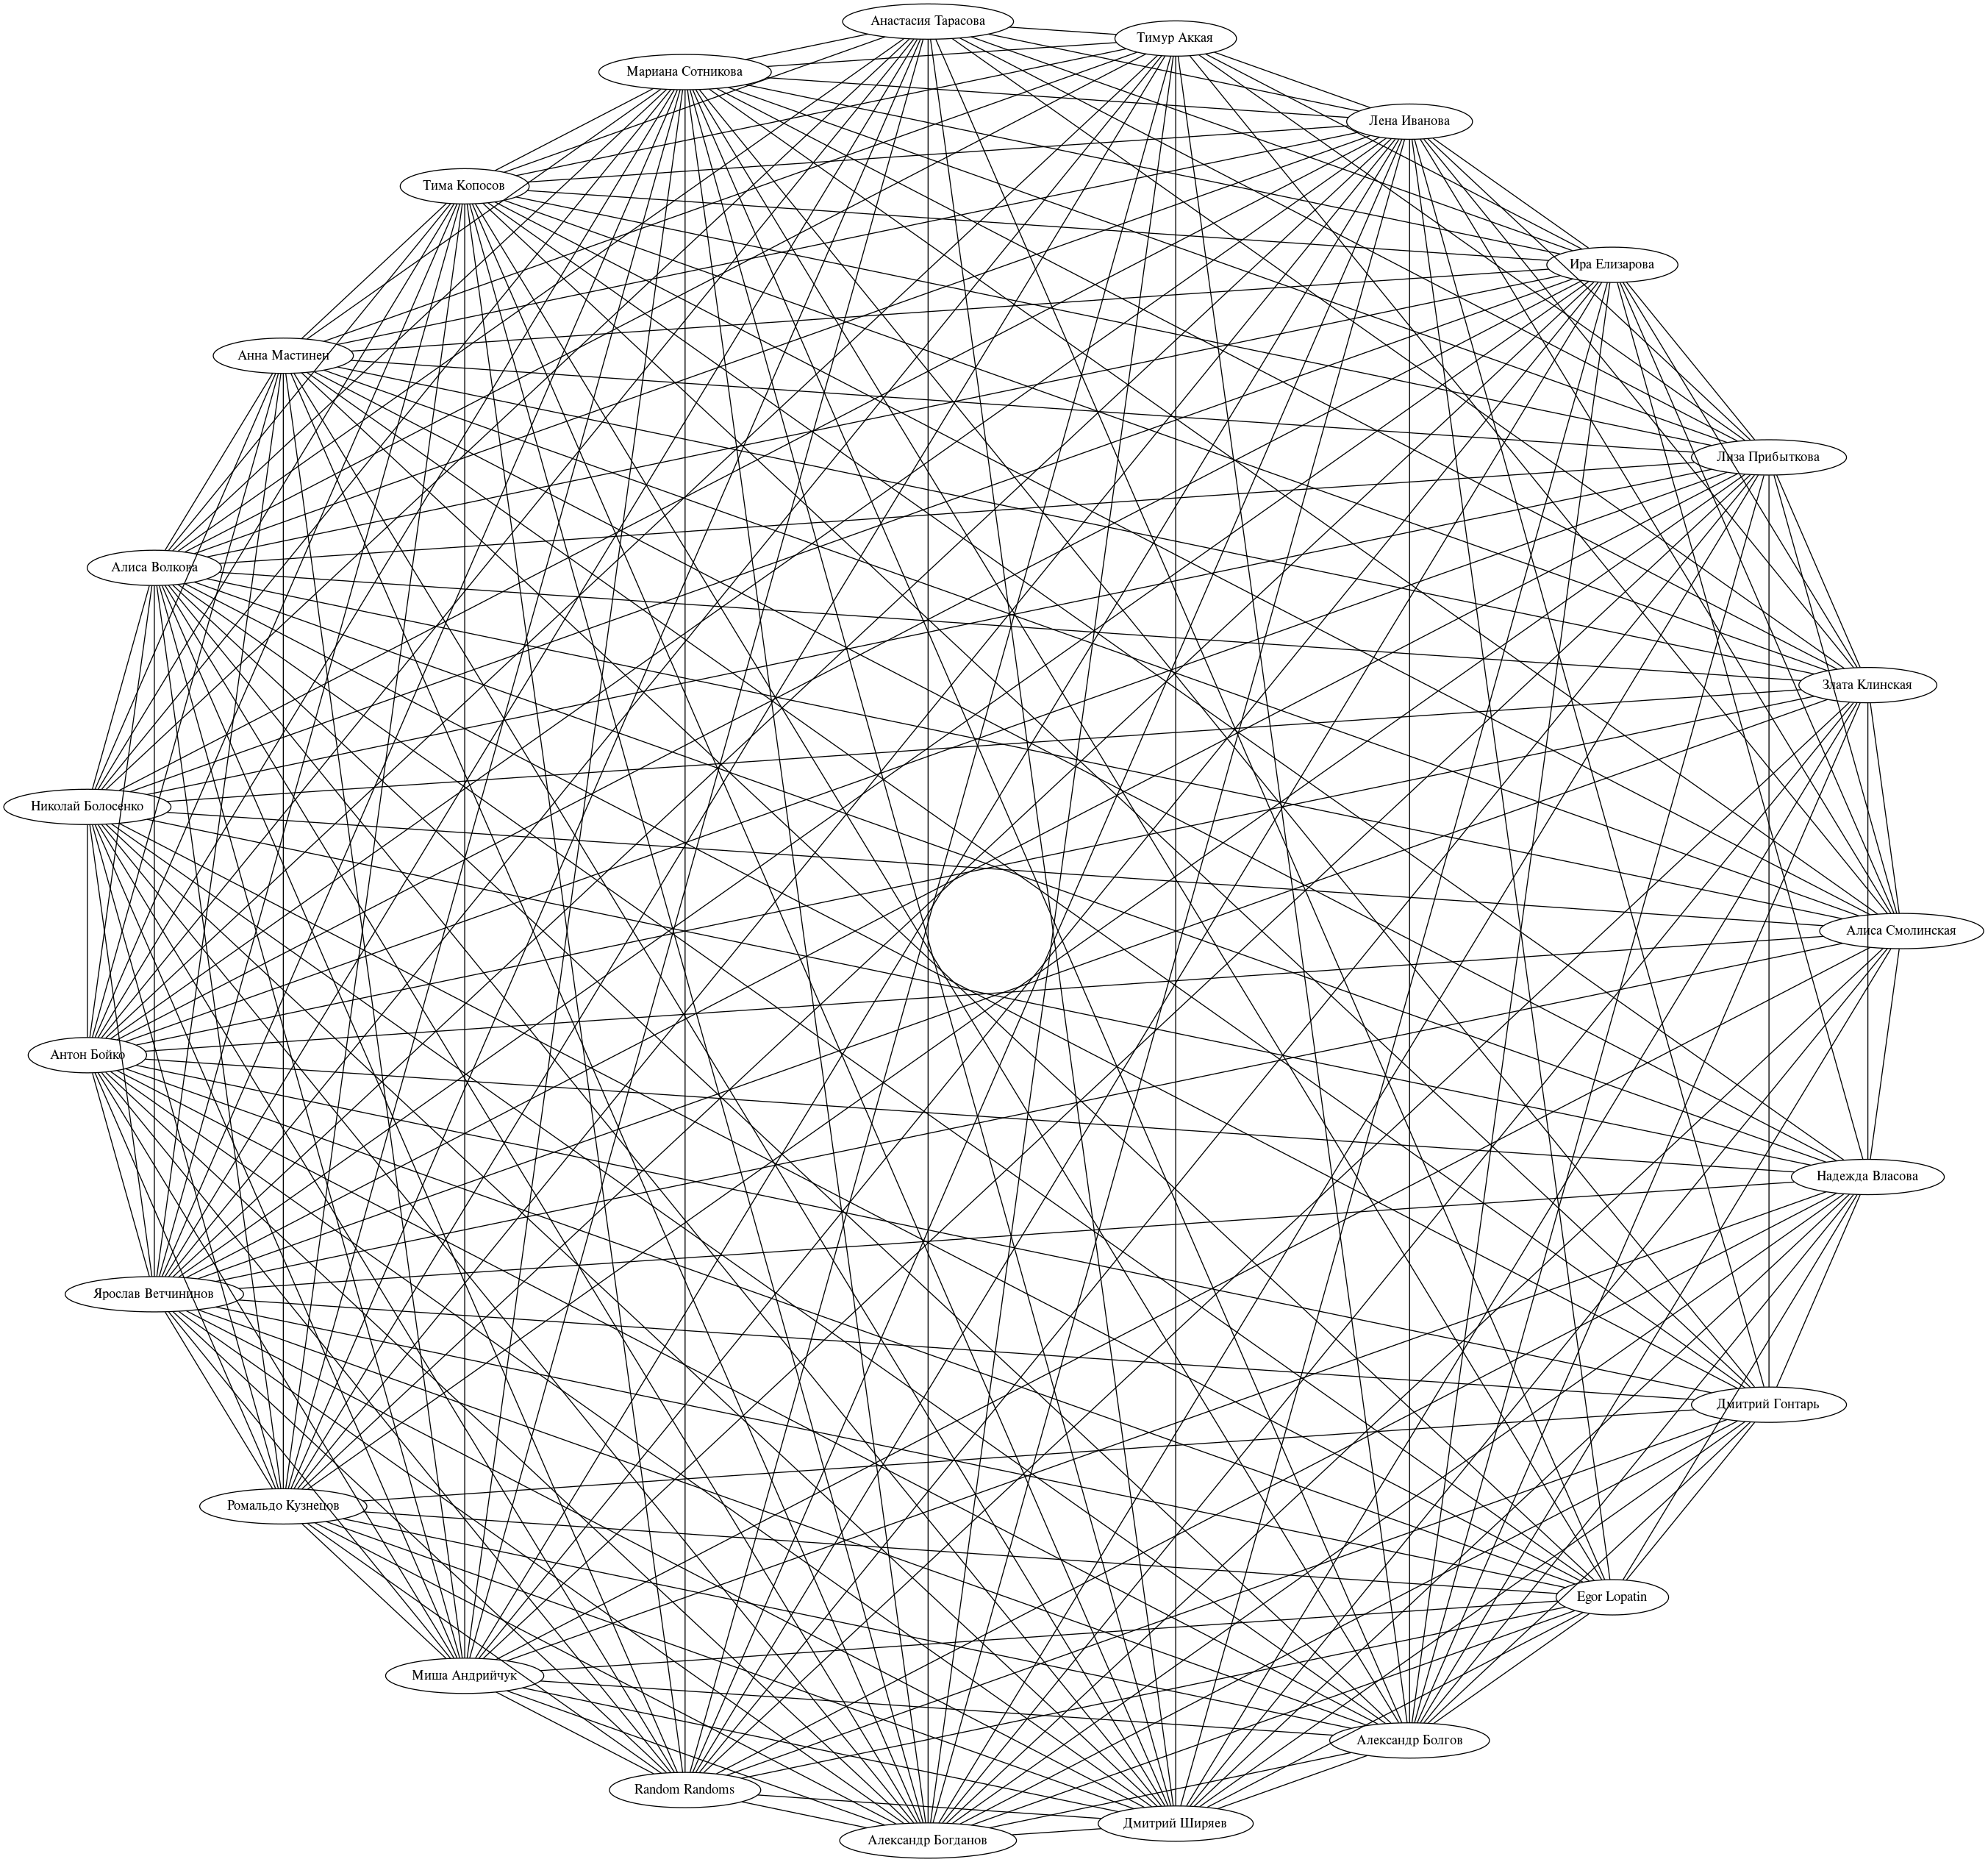 Анастасия Тарасова
Тимур Аккая
Мариана Сотникова
Лена Иванова
Тима Копосов
Ира Елизарова
Анна Мастинен
Лиза Прибыткова
Алиса Волкова
Злата Клинская
Николай Болосенко
Алиса Смолинская
Антон Бойко
Надежда Власова
Ярослав Ветчининов
Дмитрий Гонтарь
Ромальдо Кузнецов
Egor Lopatin
Миша Андрийчук
Александр Болгов
Random Randoms
Дмитрий Ширяев
Александр Богданов